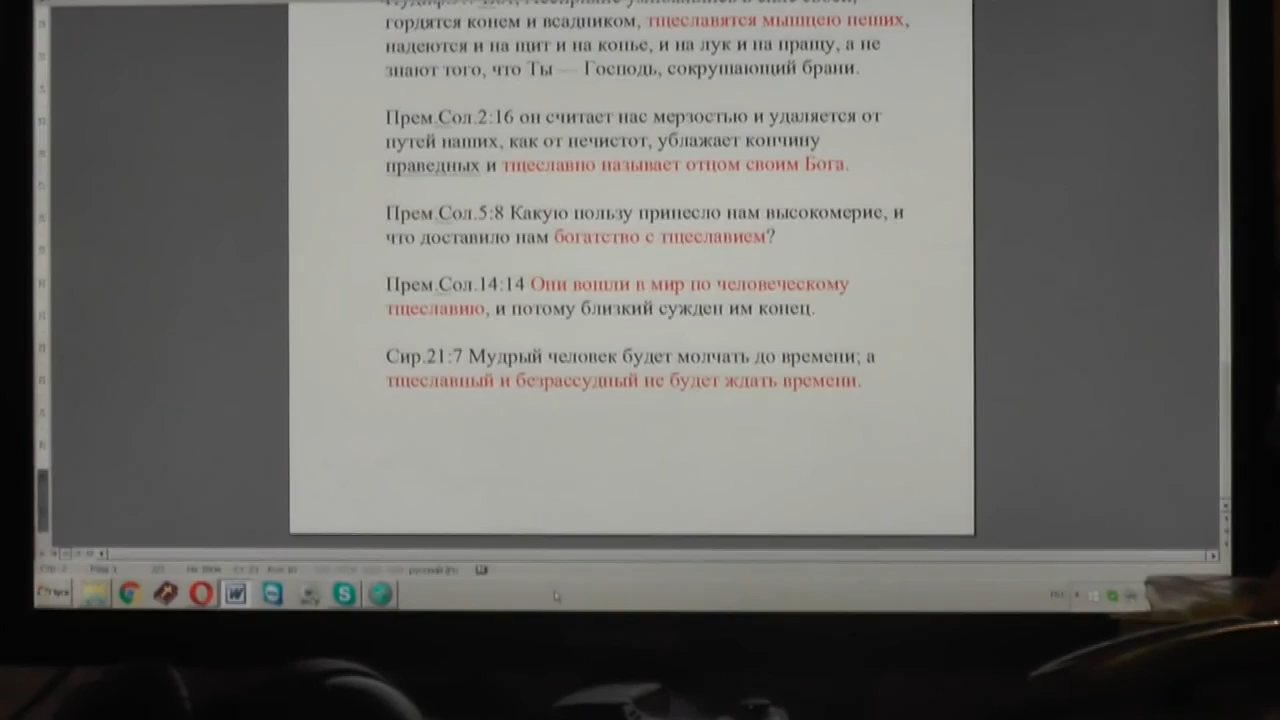 гордятся конем и всадником, тщеславятся мышцею пеших,
надеются и на щит и на копье, и на лук и на пращу, а не
знают того, что Ты — Господь, сокрушающий брани.
Прем.Сол.2:16 он считает нас мерзостью и удаляется от
путей наших, как от нечистот, ублажает кончину
праведных и тщеславно называет отцом своим Бога.
Прем.Сол.5:8 Какую пользу принесло нам высокомерие, и
что доставило нам богатство с тщеславием?
Прем.Сол.14:14 Они вошли в мир по человеческому
тщеславию, и потому близкий сужден им конец.
Сир.21:7 Мудрый человек будет молчать до времени; а
тщеславный и безрассудный не будет ждать времени.